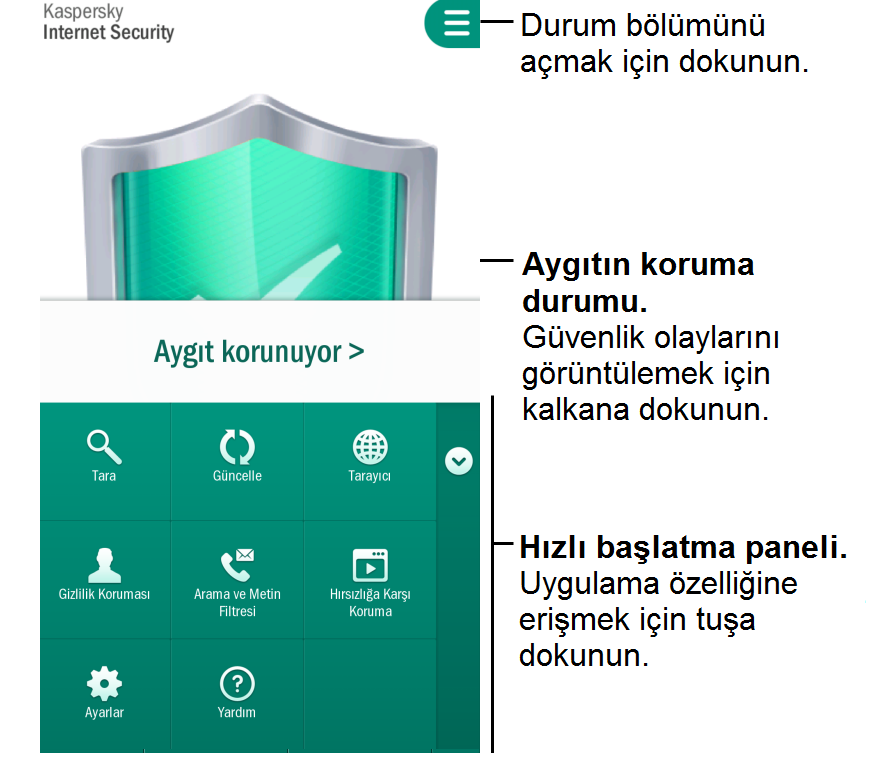 Kaspersky
Internet Security
Durum bölümünü
açmak için dokunun.
Aygıtın koruma
durumu.
Güvenlik olaylarını
görüntülemek için
kalkana dokunun.
Aygıt korunuyor >
Tara
Güncelle
Tarayıcı
Gizlilik Koruması
Arama ve Metin
Filtresi
Hırsızlığa Karşı
Koruma
Ayarlar
? Yardım
Hızlı başlatma paneli.
Uygulama özelliğine
erişmek için tuşa
dokunun.